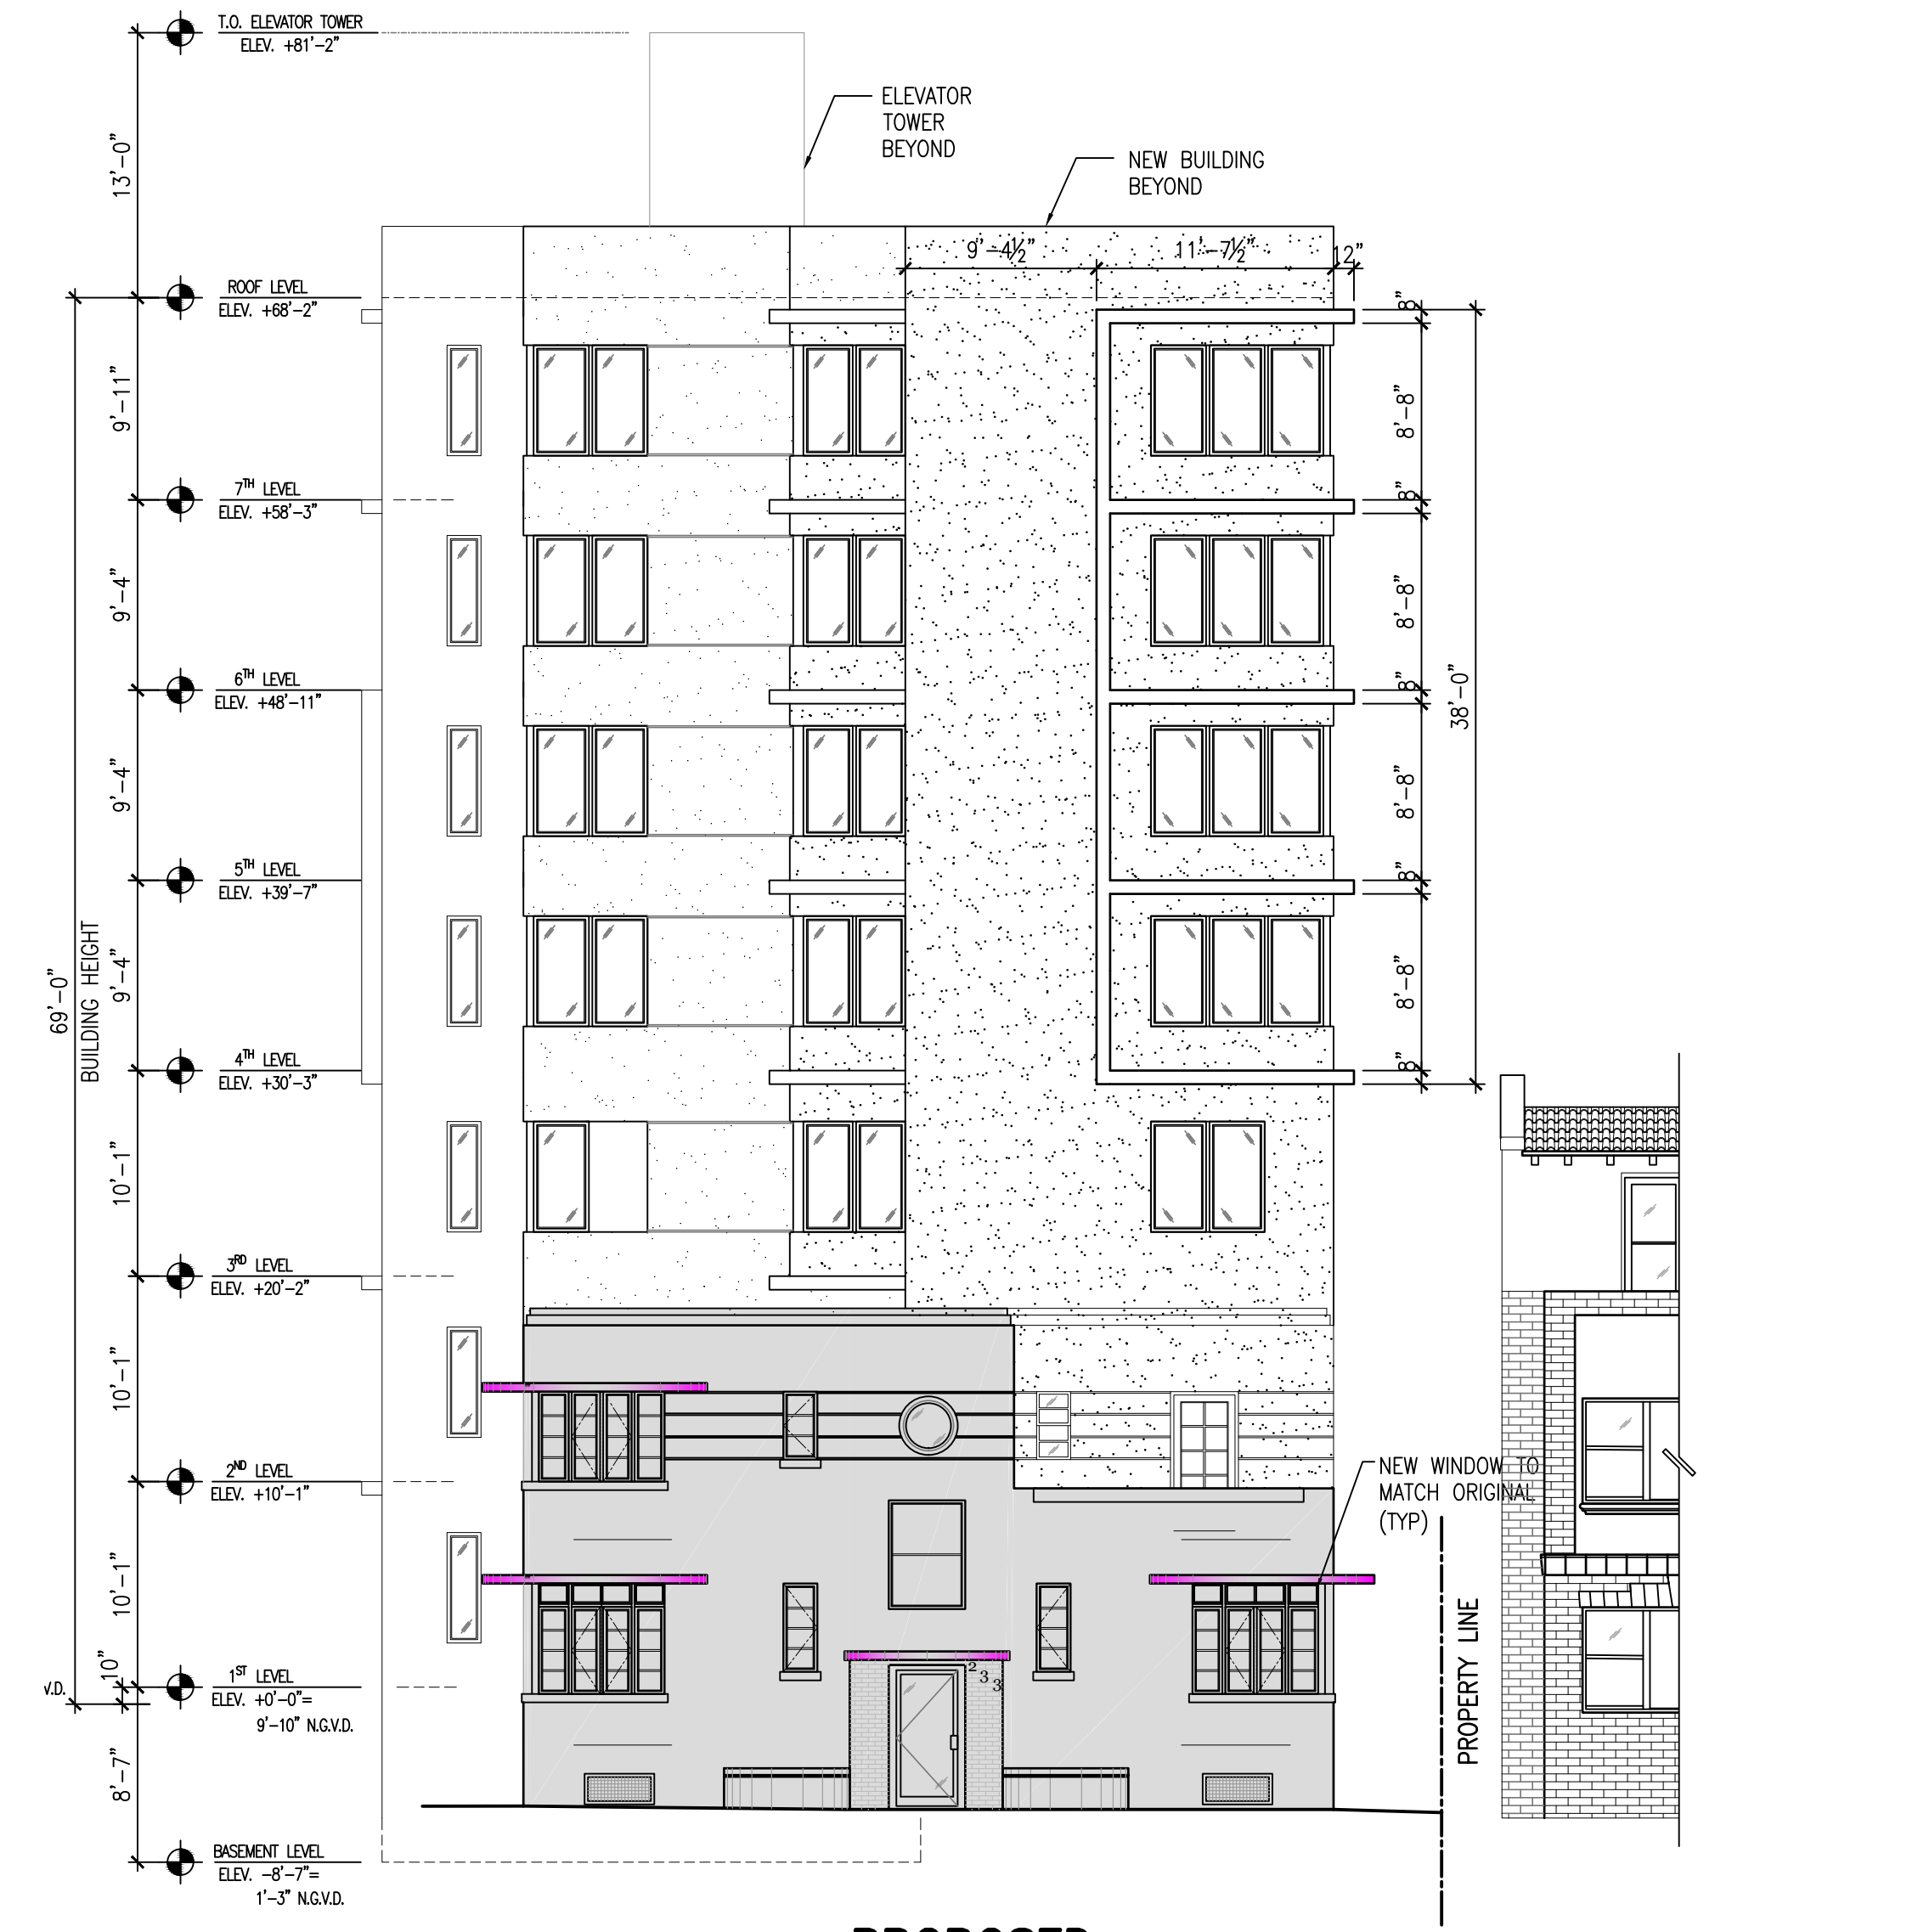 T.O. ELEVATOR TOWER
ELEV. +81'-2"
ELEVATOR
TOWER
BEYOND
NEW BUILDING
BEYOND
13'-0"
9'-4½"
11'-7½"
12"
ROOF LEVEL
ELEV. +68'-2"
8"
9'-11"
8'-8"
7TH LEVEL
ELEV. +58'-3"
8"
9'-4"
8'-8"
6TH LEVEL
ELEV. +48'-11"
8"
38'-0"
9'-4"
8'-8"
5TH LEVEL
ELEV. +39'-7"
8"
69'-0"
BUILDING HEIGHT
9'-4"
8'-8"
4TH LEVEL
ELEV. +30'-3"
8"
10'-1"
3RD LEVEL
ELEV. +20'-2"
10'-1"
2ND LEVEL
ELEV. +10'-1"
NEW WINDOW TO
MATCH ORIGINAL
(TYP)
10'-1"
PROPERTY LINE
10"
V.D.
1ST LEVEL
ELEV. +0'-0"=
9'-10" N.G.V.D.
233
8'-7"
BASEMENT LEVEL
ELEV. -8'-7"=
1'-3" N.G.V.D.
PROPOSED